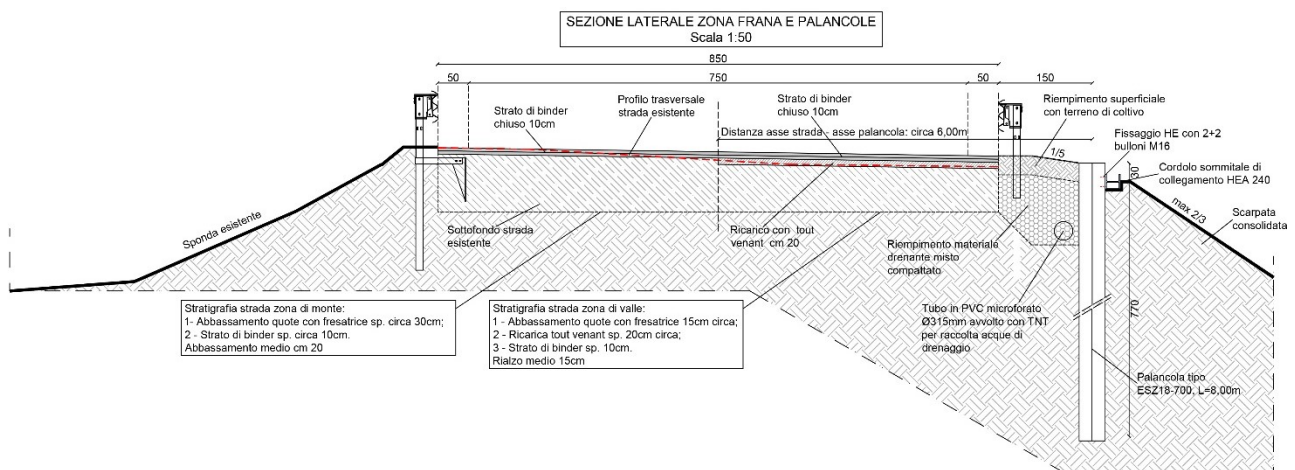 SEZIONE LATERALE ZONA FRANA E PALANCOLE
Scala 1:50
850
50
750
50
150
Strato di binder
chiuso 10cm
Profilo trasversale
strada esistente
Strato di binder
chiuso 10cm
Riempimento superficiale
con terreno di coltivo
Distanza asse strada - asse palancola: circa 6,00m
Fissaggio HE con 2+2
bulloni M16
1/5
30
Cordolo sommitale di
collegamento HEA 240
max 2/3
Scarpata
consolidata
Sponda esistente
Sottofondo strada
esistente
Ricarico con tout
venant cm 20
Riempimento materiale
drenante misto
compattato
Stratigrafia strada zona di monte:
1- Abbassamento quote con fresatrice sp. circa 30cm;
2 - Strato di binder sp. circa 10cm.
Abbassamento medio cm 20
Stratigrafia strada zona di valle:
1 - Abbassamento quote con fresatrice 15cm circa;
2 - Ricarica tout venant sp. 20cm circa;
3 - Strato di binder sp. 10cm.
Rialzo medio 15cm
Tubo in PVC microforato
Ø315mm avvolto con TNT
per raccolta acque di
drenaggio
770
Palancola tipo
ESZ18-700, L=8,00m